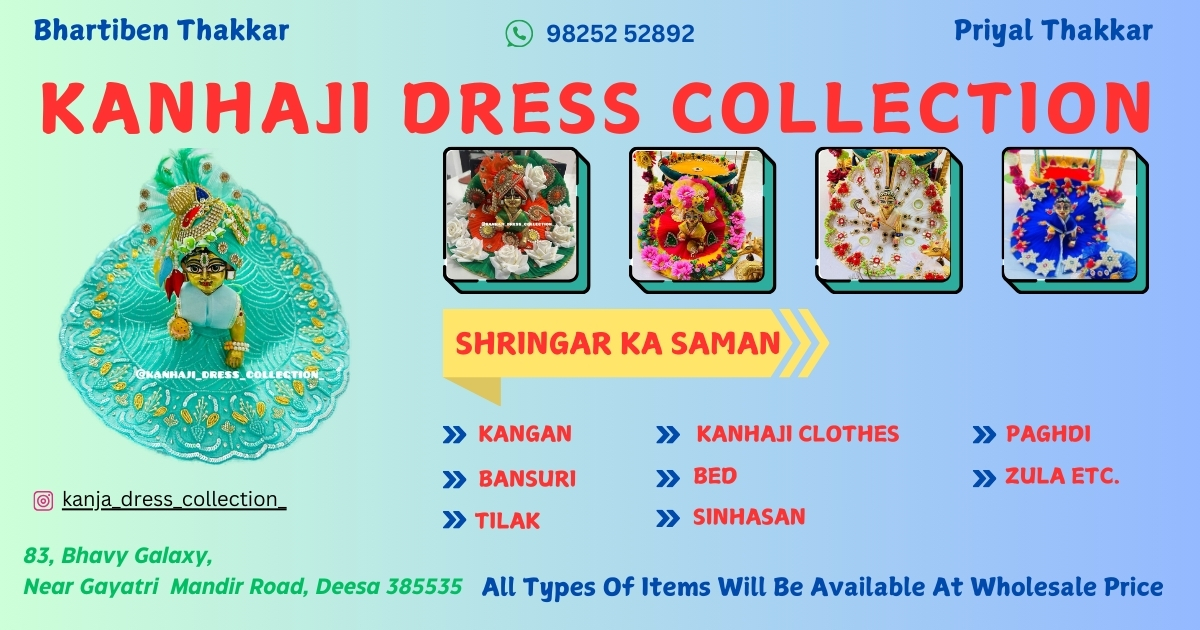 Bhartiben Thakkar
98252 52892
Priyal Thakkar
KANHAJI DRESS COLLECTION
@KANHAJI_DRESS_COLLECTION_
@KANHAJI_DRESS_COLLECTION_
SHRINGAR KA SAMAN
KANGAN
BANSURI
TILAK
KANHAJI CLOTHES
BED
SINHASAN
PAGHDI
ZULA ETC.
kanja_dress_collection_
83, Bhavy Galaxy,
Near Gayatri Mandir Road, Deesa 385535
All Types Of Items Will Be Available At Wholesale Price